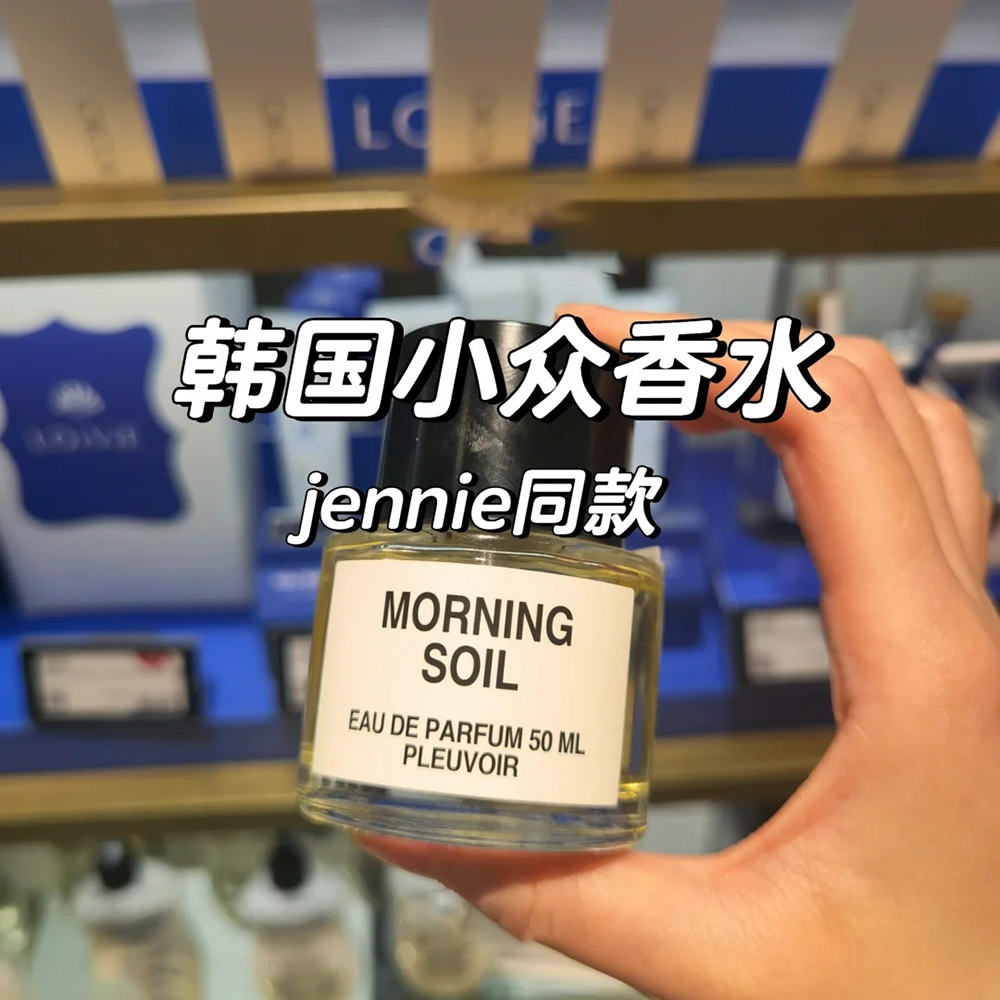 韩国小众香水
jennie同款
MORNING
SOIL
EAU DE PARFUM 50 ML
PLEUVOIR